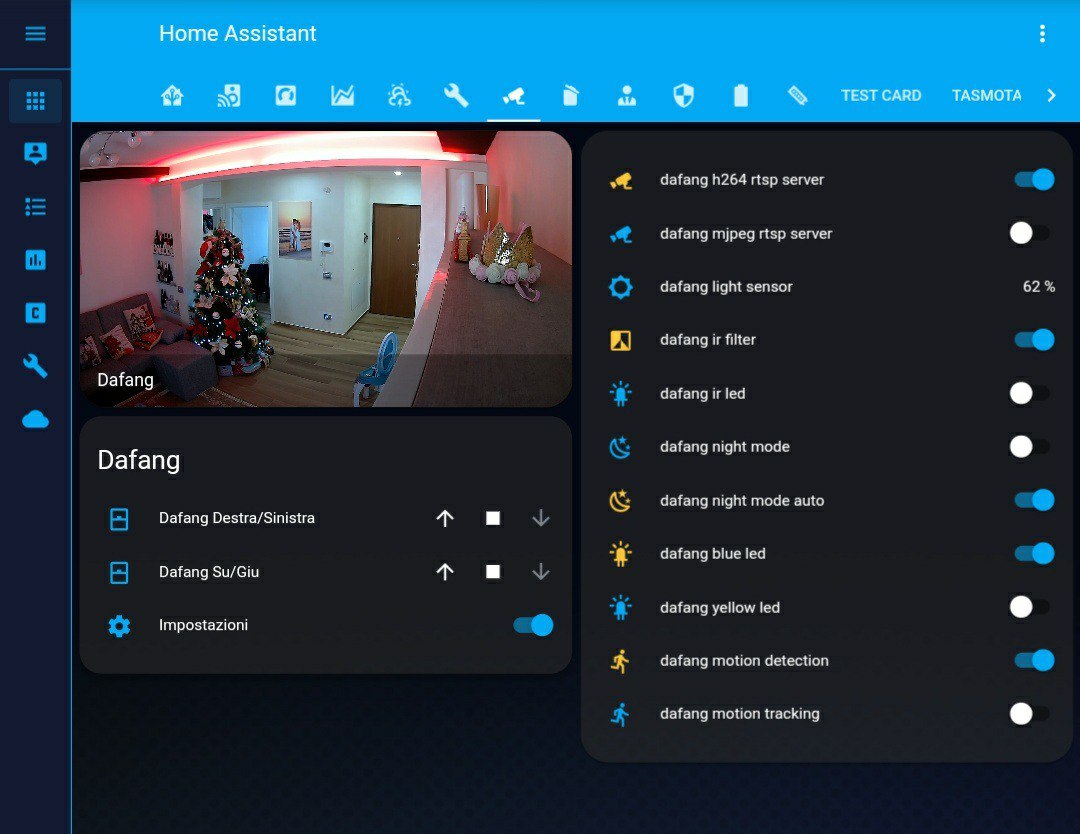 Home Assistant
TEST CARD
TASMOTA
Dafang
Dafang
Dafang Destra/Sinistra
Dafang Su/Giu
Impostazioni
dafang h264 rtsp server
dafang mjpeg rtsp server
dafang light sensor
62 %
dafang ir filter
dafang ir led
dafang night mode
dafang night mode auto
dafang blue led
dafang yellow led
dafang motion detection
dafang motion tracking